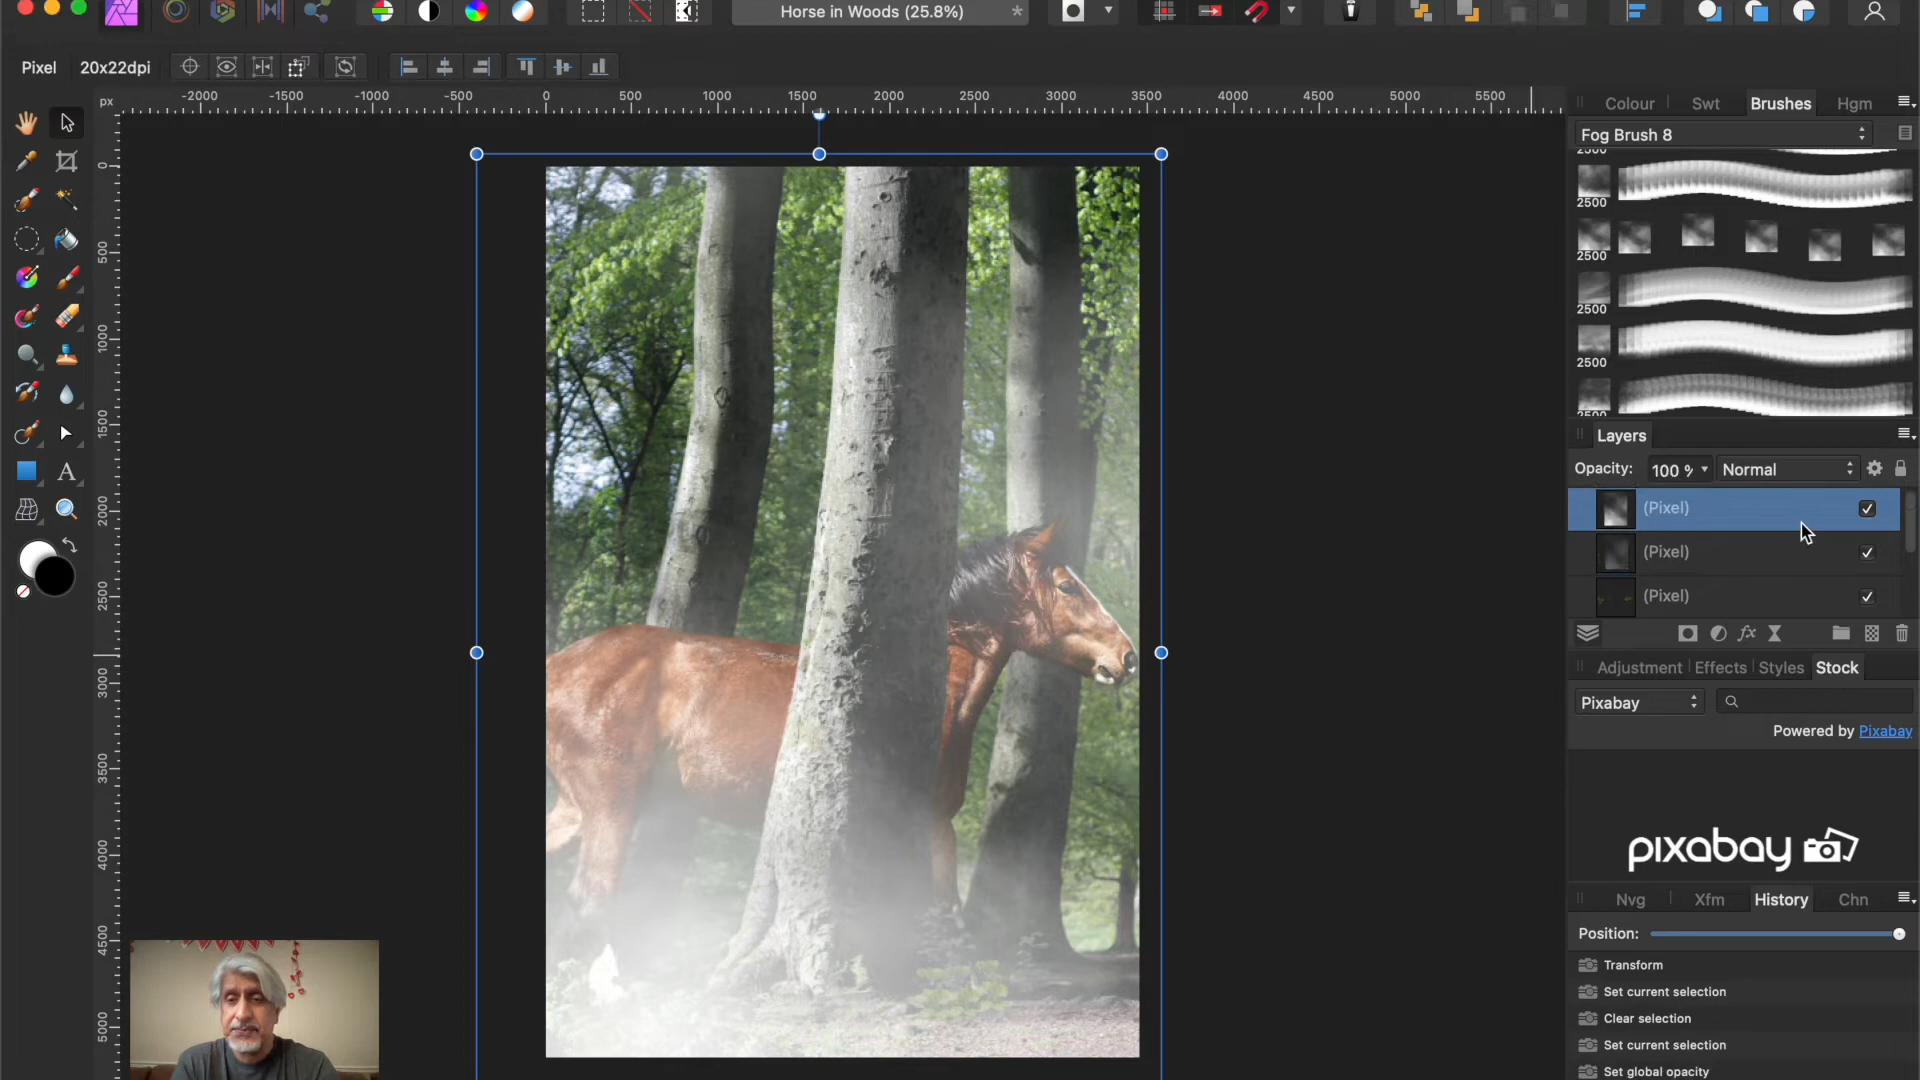 Horse in Woods (25.8%) *
Pixel 20x22dpi
px
-2000 -1500 -1000 -500 0 500 1000 1500 2000 2500 3000 3500 4000 4500 5000 5500
0
500
1000
1500
2000
2500
3000
3500
4000
4500
5000
Colour Swt Brushes Hgm
Fog Brush 8
2500
2500
2500
2500
2500
2500
Layers
Opacity: 100 % Normal
(Pixel)
(Pixel)
(Pixel)
fx
Adjustment Effects Styles Stock
Pixabay
Powered by Pixabay
pixabay
Nvg Xfm History Chn
Position:
Transform
Set current selection
Clear selection
Set current selection
Set global opacity